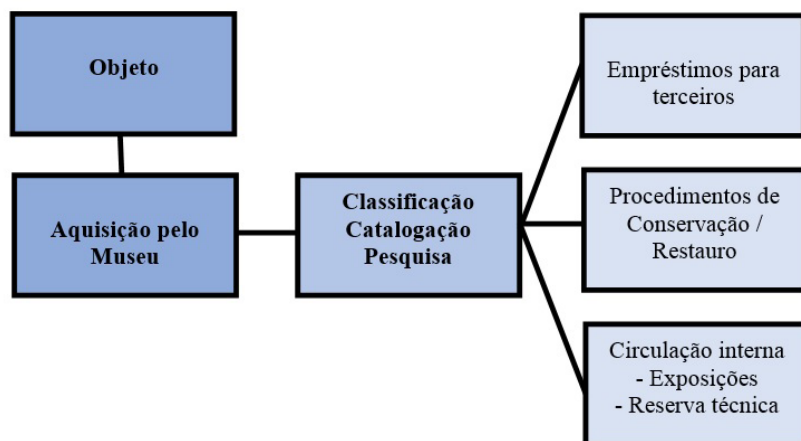 Objeto
Aquisição pelo
Museu
Classificação
Catalogação
Pesquisa
Empréstimos para
terceiros
Procedimentos de
Conservação /
Restauro
Circulação interna
- Exposições
- Reserva técnica